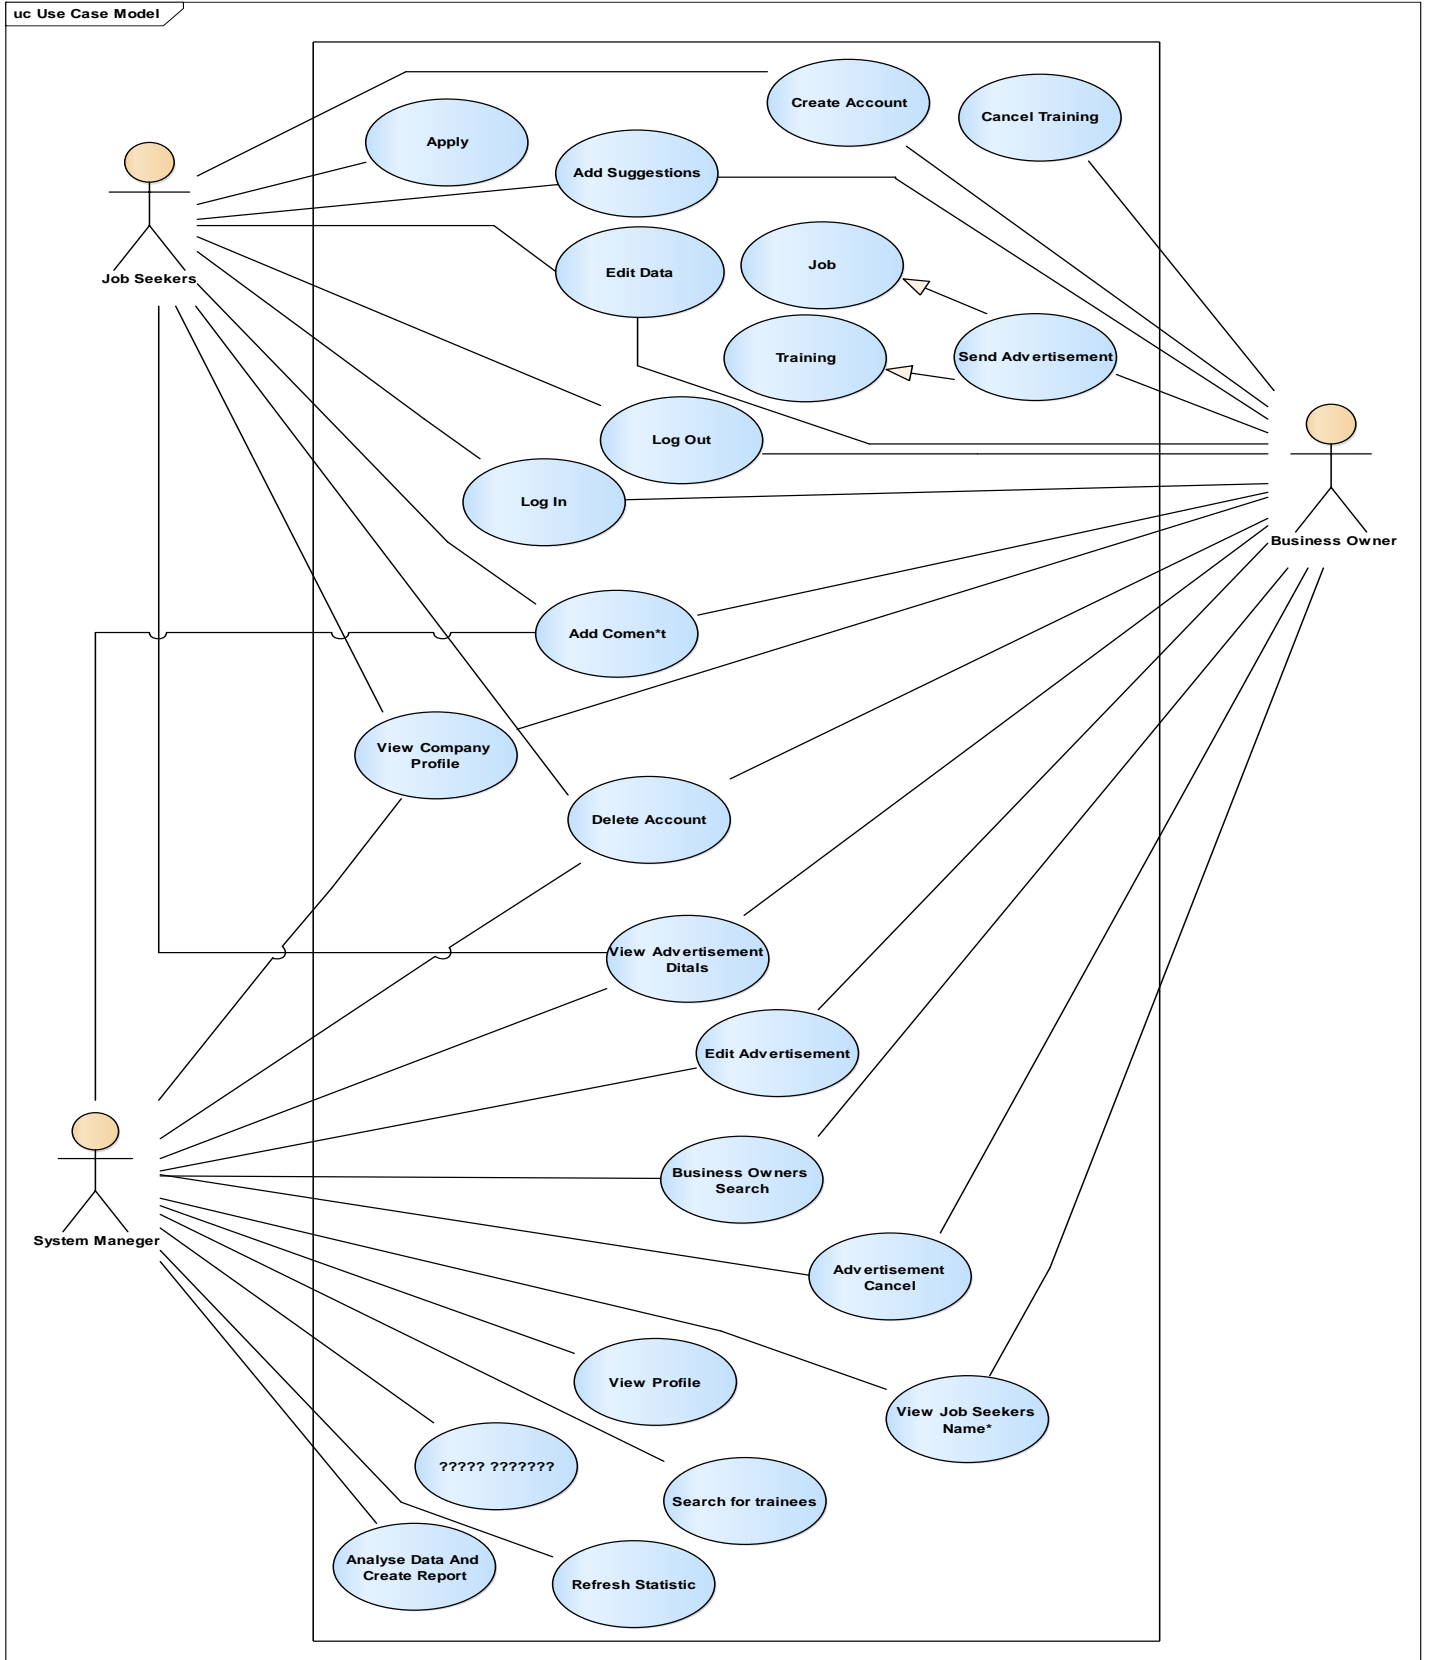 uc Use Case Model
Create Account
Cancel Training
Apply
Add Suggestions
Job Seekers
Edit Data
Job
Training
Send Advertisement
Log Out
Log In
Business Owner
Add Comen*t
View Company
Profile
Delete Account
View Advertisement
Ditals
Edit Advertisement
Business Owners
Search
System Maneger
Advertisement
Cancel
View Profile
View Job Seekers
Name*
????? ???????
Search for trainees
Analyse Data And
Create Report
Refresh Statistic